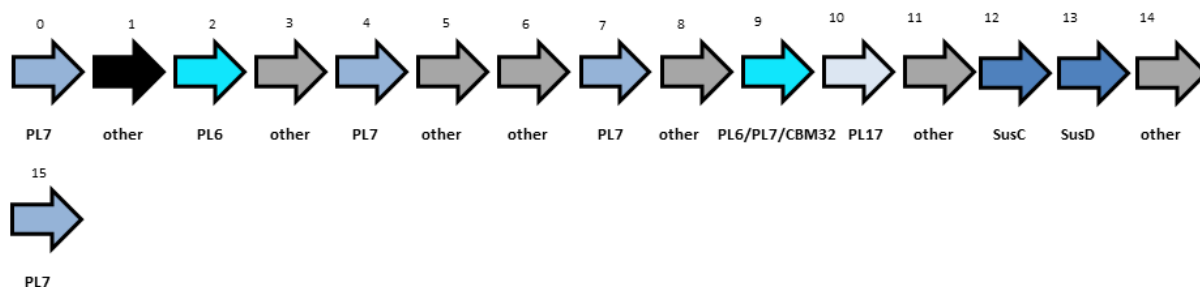 0 1 2 3 4 5 6 7 8 9 10 11 12 13 14
PL7 other PL6 other PL7 other other PL7 other PL6/PL7/CBM32 PL17 other SusC SusD other
15
PL7